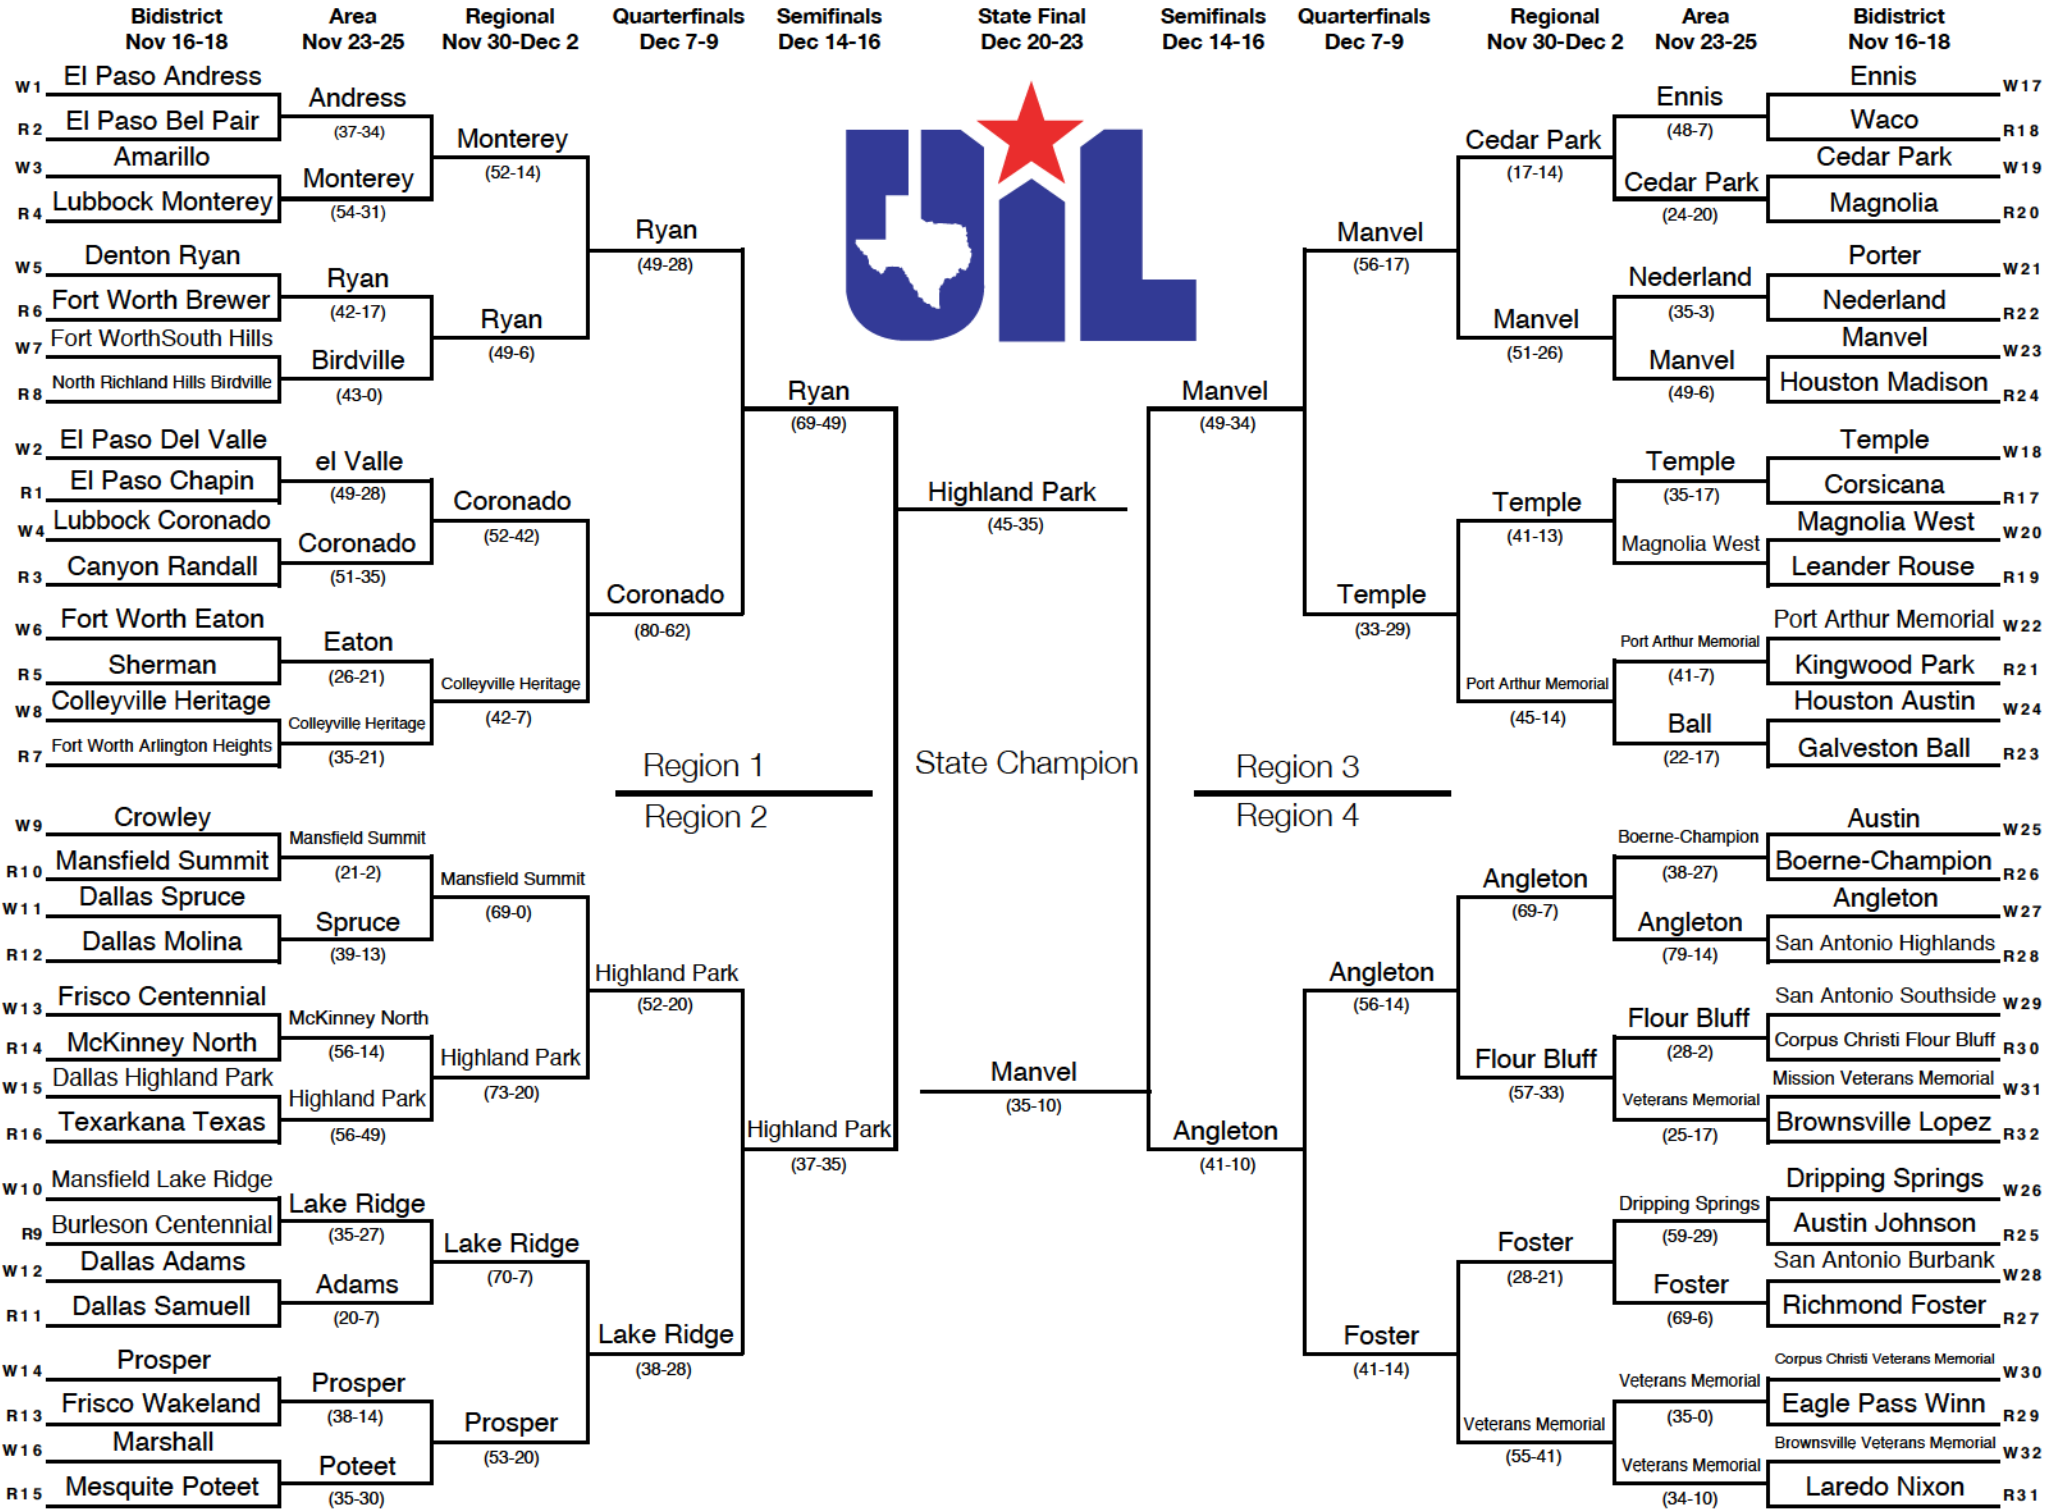 Bidistrict
Nov 16-18
Area
Nov 23-25
Regional
Nov 30-Dec 2
Quarterfinals
Dec 7-9
Semifinals
Dec 14-16
State Final
Dec 20-23
Semifinals
Dec 14-16
Quarterfinals
Dec 7-9
Regional
Nov 30-Dec 2
Area
Nov 23-25
Bidistrict
Nov 16-18
W1 El Paso Andress
R2 El Paso Bel Pair
W3 Amarillo
R4 Lubbock Monterey
W5 Denton Ryan
R6 Fort Worth Brewer
W7 Fort WorthSouth Hills
R8 North Richland Hills Birdville
W2 El Paso Del Valle
R1 El Paso Chapin
W4 Lubbock Coronado
R3 Canyon Randall
W6 Fort Worth Eaton
R5 Sherman
W8 Colleyville Heritage
R7 Fort Worth Arlington Heights
W9 Crowley
R10 Mansfield Summit
W11 Dallas Spruce
R12 Dallas Molina
W13 Frisco Centennial
R14 McKinney North
W15 Dallas Highland Park
R16 Texarkana Texas
W10 Mansfield Lake Ridge
R9 Burleson Centennial
W12 Dallas Adams
R11 Dallas Samuell
W14 Prosper
R13 Frisco Wakeland
W16 Marshall
R15 Mesquite Poteet
Andress
(37-34)
Monterey
(54-31)
Ryan
(42-17)
Birdville
(43-0)
el Valle
(49-28)
Coronado
(51-35)
Eaton
(26-21)
Colleyville Heritage
(35-21)
Mansfield Summit
(21-2)
Spruce
(39-13)
McKinney North
(56-14)
Highland Park
(56-49)
Lake Ridge
(35-27)
Adams
(20-7)
Prosper
(38-14)
Poteet
(35-30)
Monterey
(52-14)
Ryan
(49-6)
Coronado
(52-42)
Colleyville Heritage
(42-7)
Mansfield Summit
(69-0)
Highland Park
(73-20)
Lake Ridge
(70-7)
Prosper
(53-20)
Ryan
(49-28)
Coronado
(80-62)
Region 1
Region 2
Highland Park
(52-20)
Lake Ridge
(38-28)
Ryan
(69-49)
Highland Park
(37-35)
UIL
Highland Park
(45-35)
State Champion
Manvel
(35-10)
Manvel
(49-34)
Angleton
(41-10)
Manvel
(56-17)
Temple
(33-29)
Region 3
Region 4
Angleton
(56-14)
Foster
(41-14)
Cedar Park
(17-14)
Manvel
(51-26)
Temple
(41-13)
Port Arthur Memorial
(45-14)
Angleton
(69-7)
Flour Bluff
(57-33)
Foster
(28-21)
Veterans Memorial
(55-41)
Ennis
(48-7)
Cedar Park
(24-20)
Nederland
(35-3)
Manvel
(49-6)
Temple
(35-17)
Magnolia West
Port Arthur Memorial
(41-7)
Ball
(22-17)
Boerne-Champion
(38-27)
Angleton
(79-14)
Flour Bluff
(28-2)
Veterans Memorial
(25-17)
Dripping Springs
(59-29)
Foster
(69-6)
Veterans Memorial
(35-0)
Veterans Memorial
(34-10)
Ennis W17
Waco R18
Cedar Park W19
Magnolia R20
Porter W21
Nederland R22
Manvel W23
Houston Madison R24
Temple W18
Corsicana R17
Magnolia West W20
Leander Rouse R19
Port Arthur Memorial W22
Kingwood Park R21
Houston Austin W24
Galveston Ball R23
Austin W25
Boerne-Champion R26
Angleton W27
San Antonio Highlands R28
San Antonio Southside W29
Corpus Christi Flour Bluff R30
Mission Veterans Memorial W31
Brownsville Lopez R32
Dripping Springs W26
Austin Johnson R25
San Antonio Burbank W28
Richmond Foster R27
Corpus Christi Veterans Memorial W30
Eagle Pass Winn R29
Brownsville Veterans Memorial W32
Laredo Nixon R31